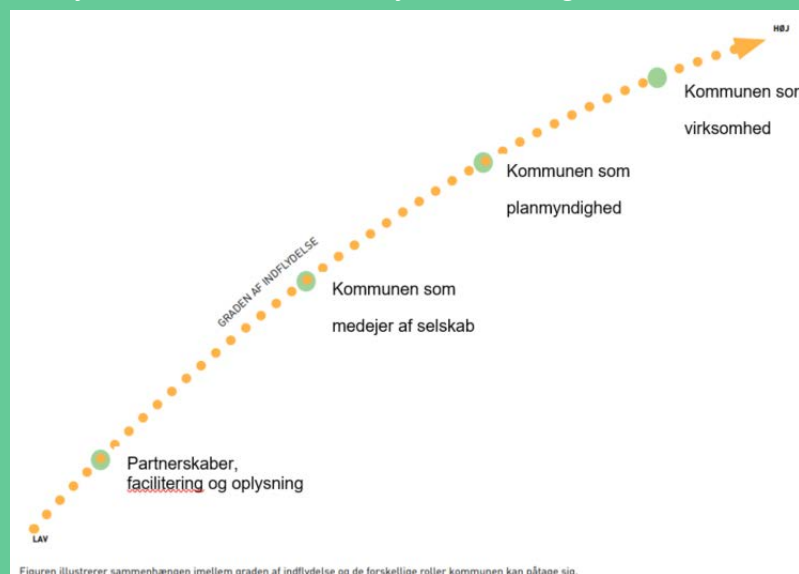 HØJ
Kommunen som
virksomhed
Kommunen som
planmyndighed
GRADEN AF INDFLYDELSE
Kommunen som
medejer af selskab
Partnerskaber,
facilitering og oplysning
LAV
Figuren illustrerer sammenhængen imellem graden af indflydelse og de forskellige roller kommunen kan påtage sig.